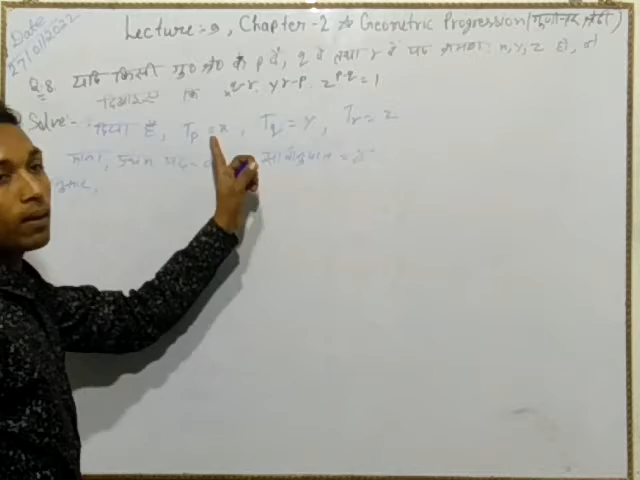 Date
27/01/2022
Lecture:-9, Chapter-2 Geometric Progression (गुणोत्तर श्रेढ़ी)
Q.8. यदि किसी गु० श्रे० के p वें, q वें तथा r वें पद क्रमशः x, y, z हो, तो
दिखाइए कि x^q-r. y^r-p. z^p-q = 1
Solve:- दिया है, Tp = x, Tq = y, Tr = z
माना, प्रथम पद = a सार्वानुपात =